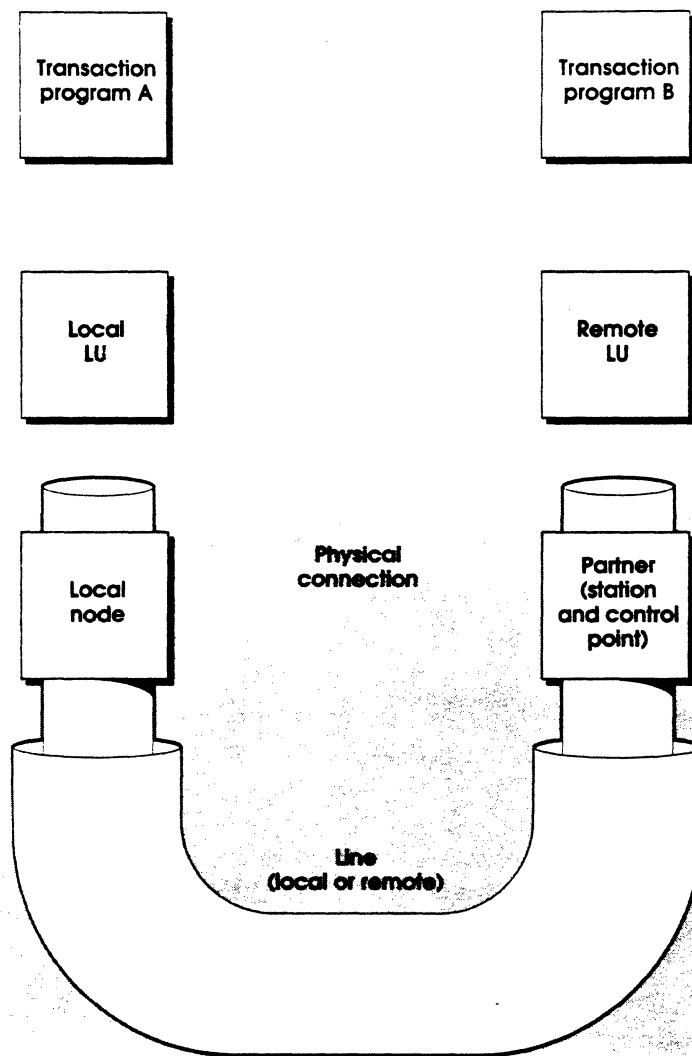 Transaction
program A
Transaction
program B
Local
LU
Remote
LU
Local
node
Physical
connection
Partner
(station
and control
point)
Line
(local or remote)